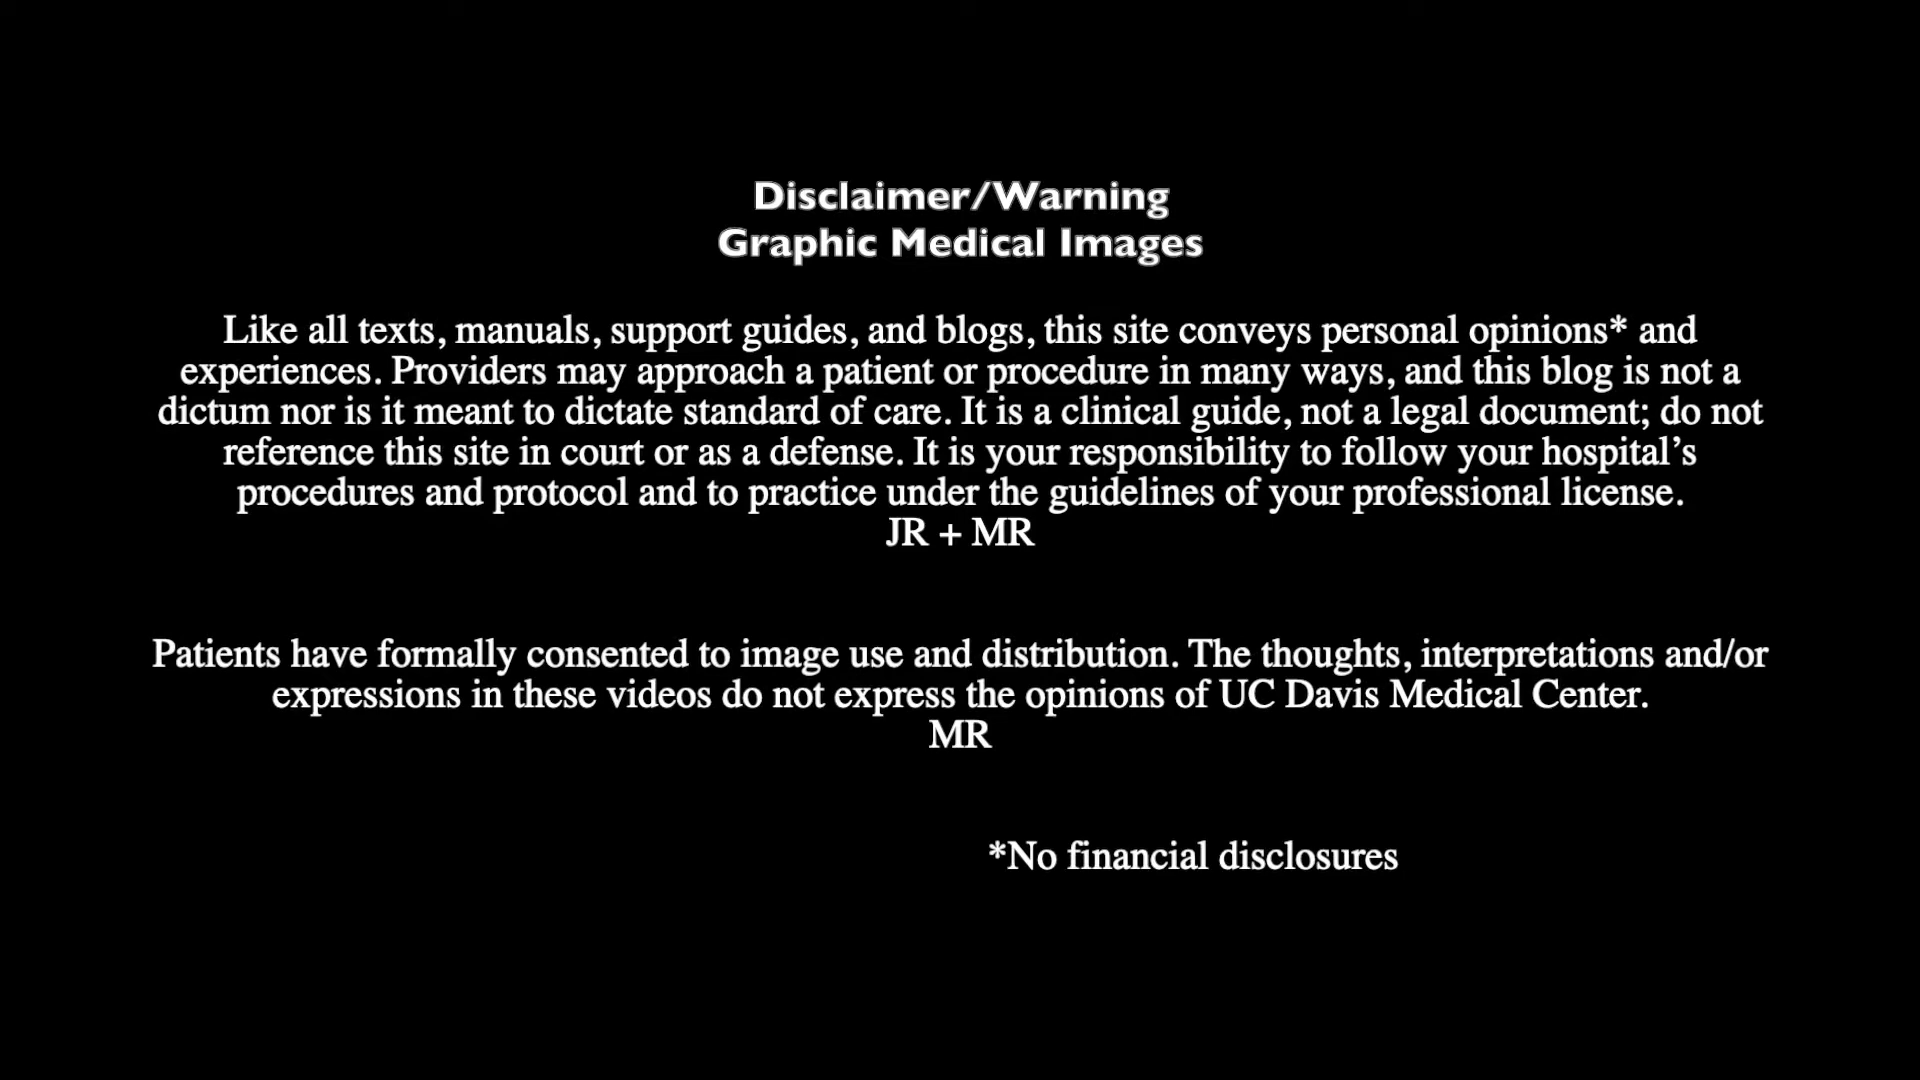 Disclaimer/Warning
Graphic Medical Images
Like all texts, manuals, support guides, and blogs, this site conveys personal opinions* and
experiences. Providers may approach a patient or procedure in many ways, and this blog is not a
dictum nor is it meant to dictate standard of care. It is a clinical guide, not a legal document; do not
reference this site in court or as a defense. It is your responsibility to follow your hospital’s
procedures and protocol and to practice under the guidelines of your professional license.
JR + MR
Patients have formally consented to image use and distribution. The thoughts, interpretations and/or
expressions in these videos do not express the opinions of UC Davis Medical Center.
MR
*No financial disclosures